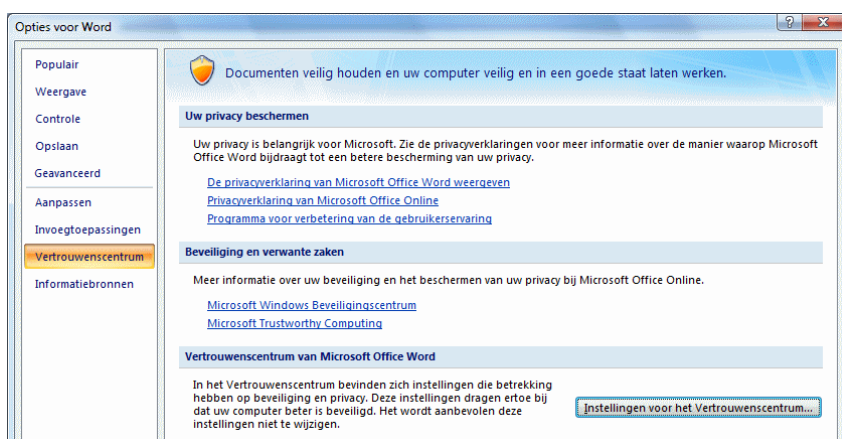 Opties voor Word
Populair
Weergave
Controle
Opslaan
Geavanceerd
Aanpassen
Invoegtoepassingen
Vertrouwenscentrum
Informatiebronnen
Documenten veilig houden en uw computer veilig en in een goede staat laten werken.
Uw privacy beschermen
Uw privacy is belangrijk voor Microsoft. Zie de privacyverklaringen voor meer informatie over de manier waarop Microsoft
Office Word bijdraagt tot een betere bescherming van uw privacy.
De privacyverklaring van Microsoft Office Word weergeven
Privacyverklaring van Microsoft Office Online
Programma voor verbetering van de gebruikerservaring
Beveiliging en verwante zaken
Meer informatie over uw beveiliging en het beschermen van uw privacy bij Microsoft Office Online.
Microsoft Windows Beveiligingscentrum
Microsoft Trustworthy Computing
Vertrouwenscentrum van Microsoft Office Word
In het Vertrouwenscentrum bevinden zich instellingen die betrekking
hebben op beveiliging en privacy. Deze instellingen dragen ertoe bij
dat uw computer beter is beveiligd. Het wordt aanbevolen deze
instellingen niet te wijzigen.
Instellingen voor het Vertrouwenscentrum...